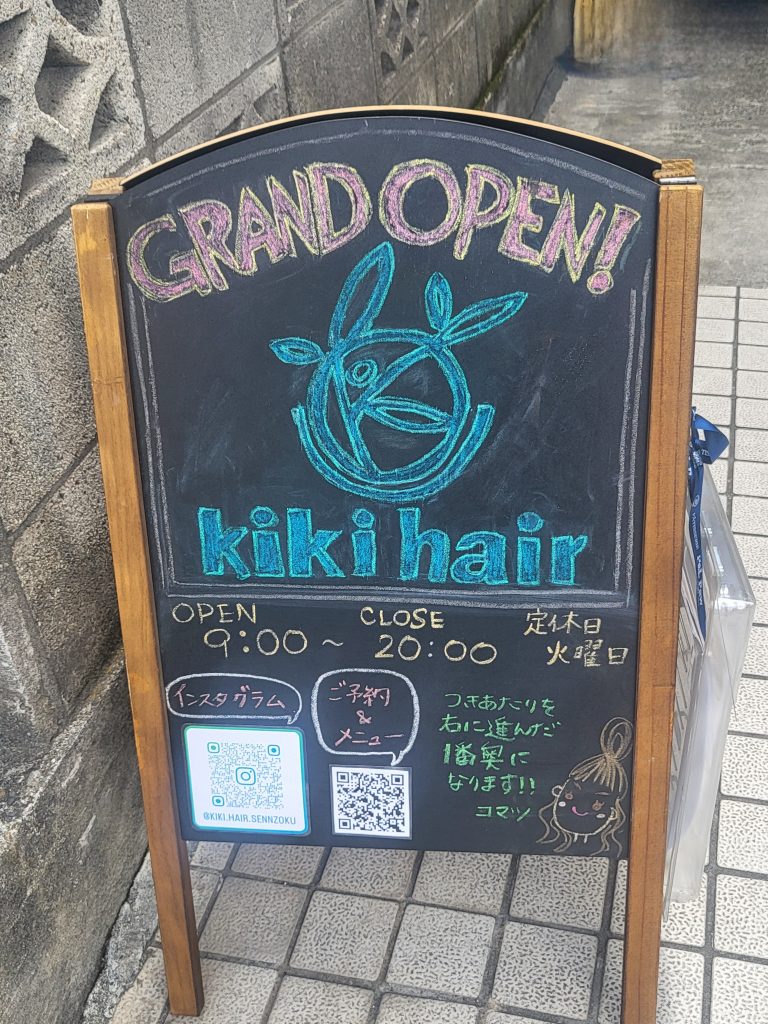 GRAND OPEN!
kiki hair
OPEN CLOSE 定休日
9:00 ~ 20:00 火曜日
インスタグラム
ご予約
&
メニュー
@KIKI.HAIR.SENNZOKU
つきあたりを
右に進んだ
1番奥に
なります!!
コマツ